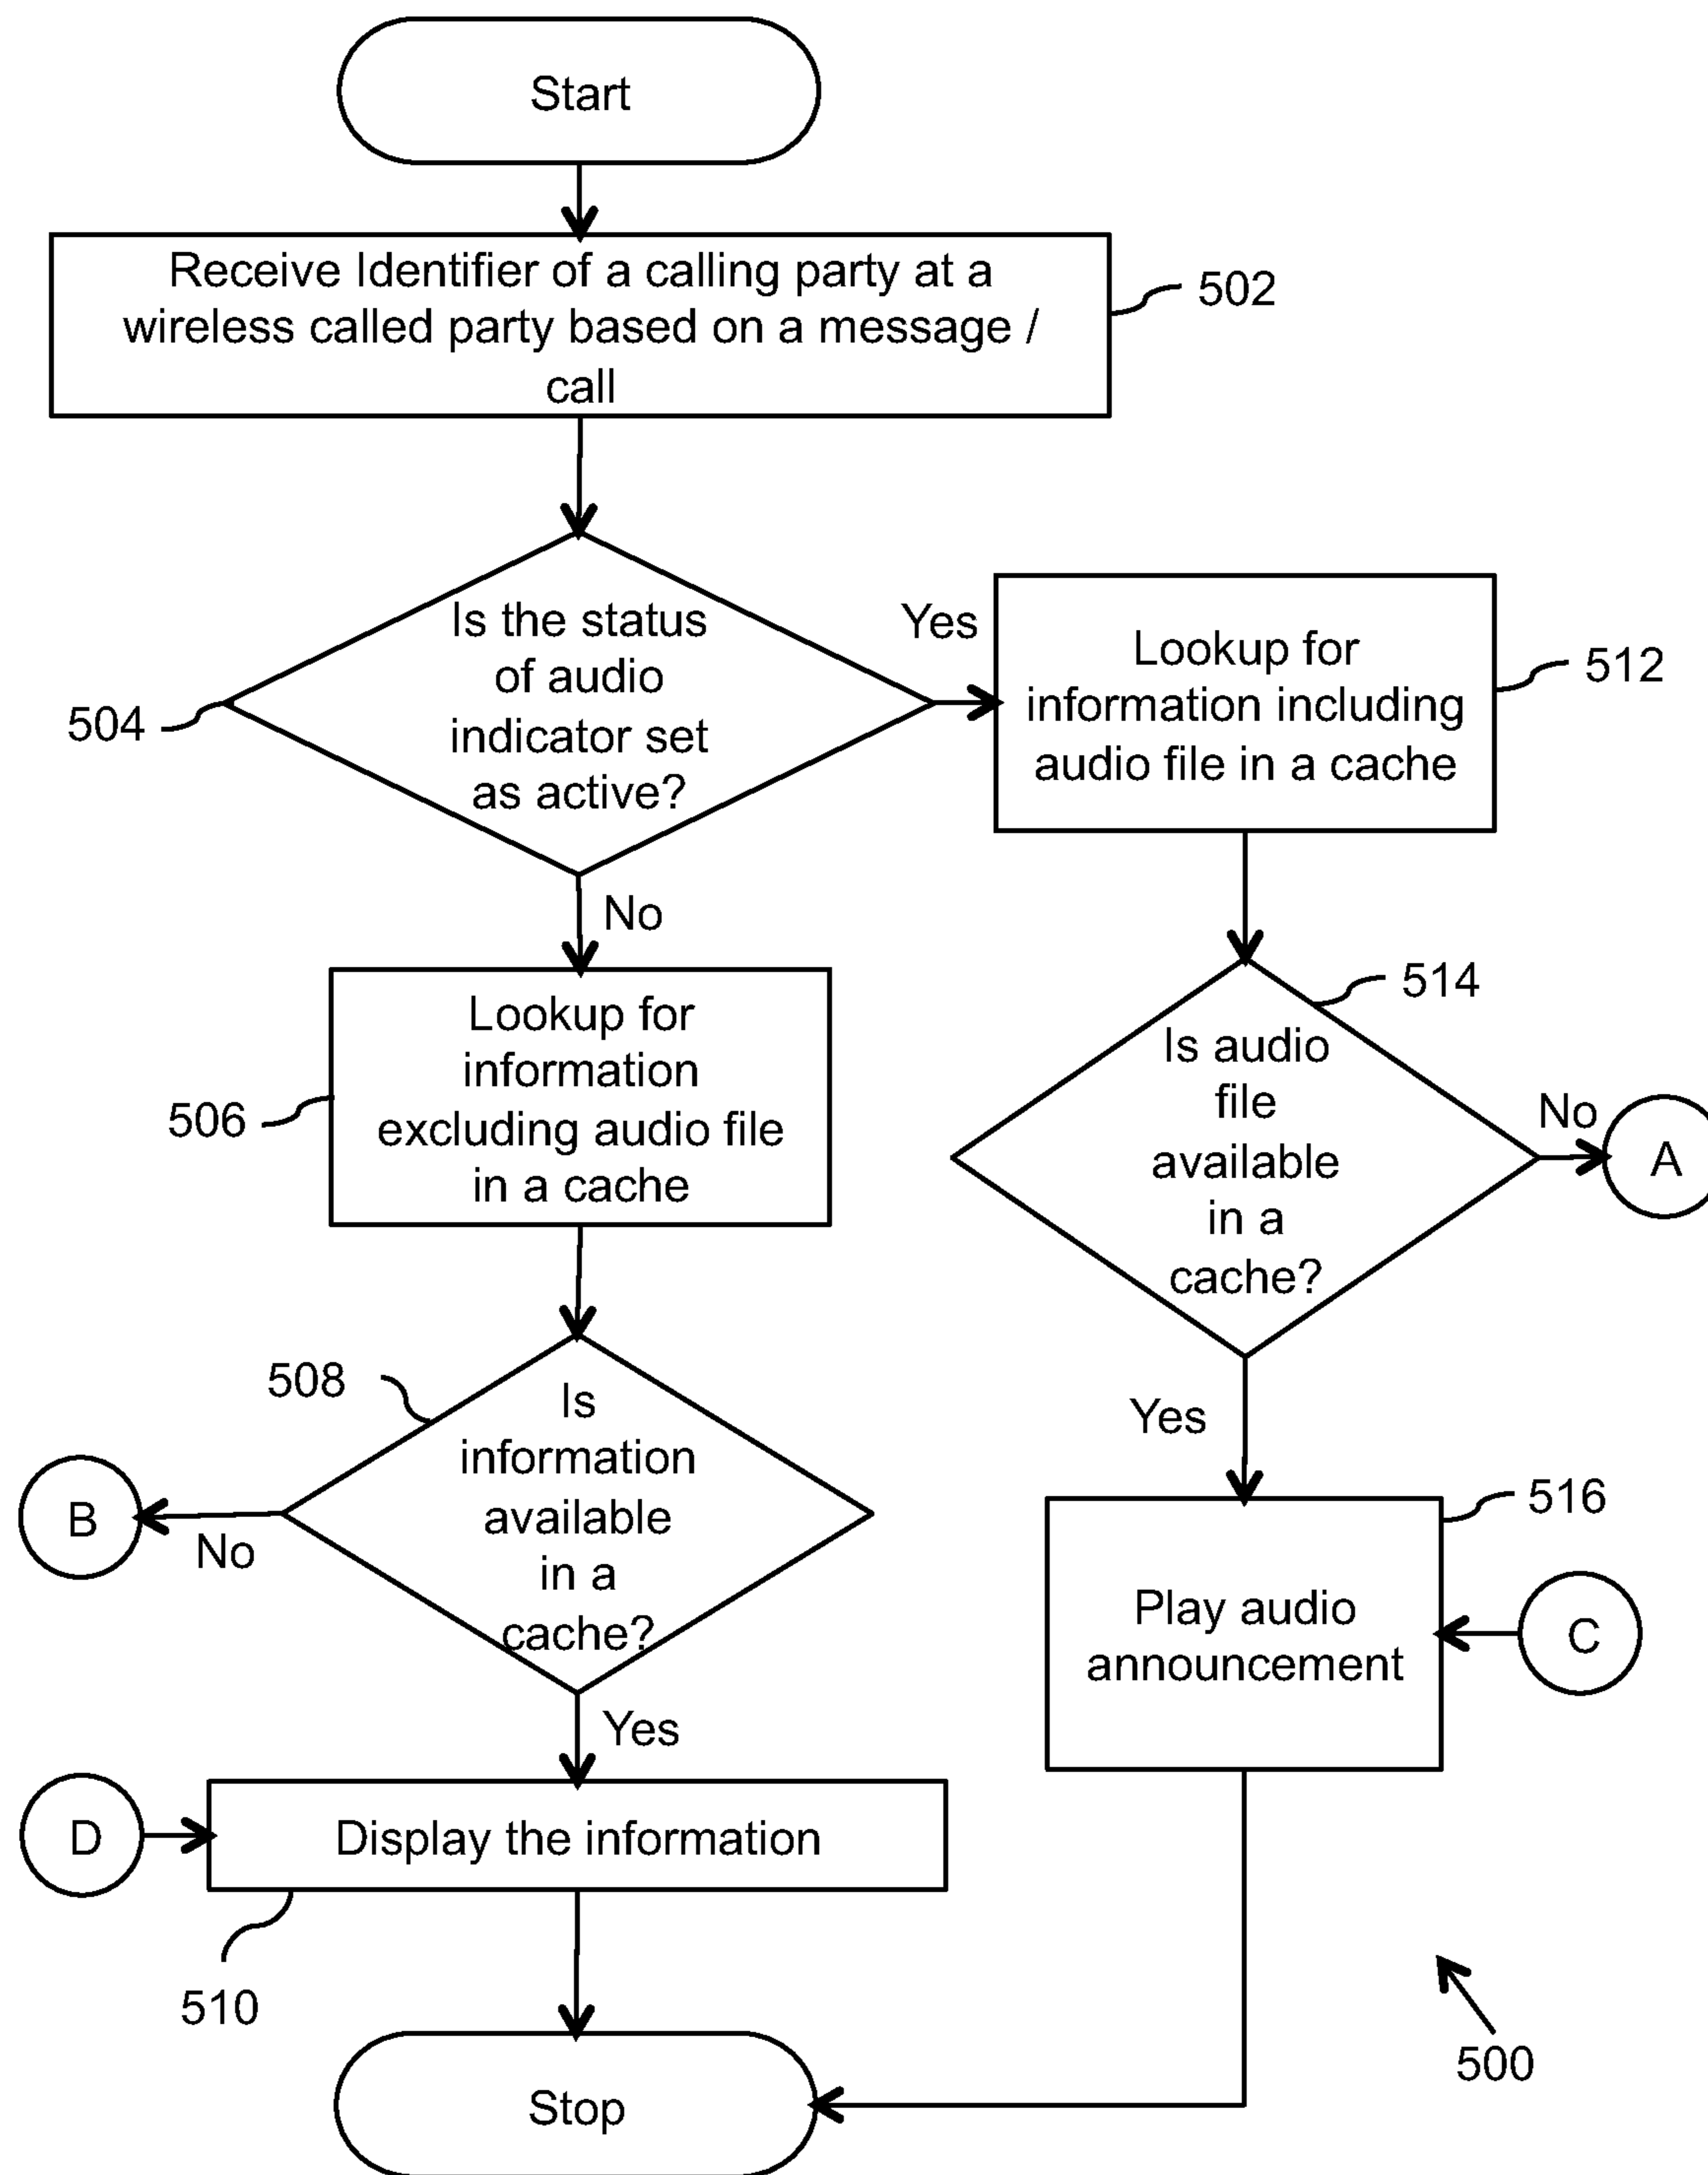 Start
Receive Identifier of a calling party at a
wireless called party based on a message /
call
502
Is the status
of audio
indicator set
as active?
504
Yes
No
Lookup for
information including
audio file in a cache
512
Lookup for
information
excluding audio file
in a cache
506
Is audio
file
available
in a
cache?
514
No
A
Yes
Is
information
available
in a
cache?
508
No
B
Yes
Play audio
announcement
516
C
D
Display the information
510
Stop
500